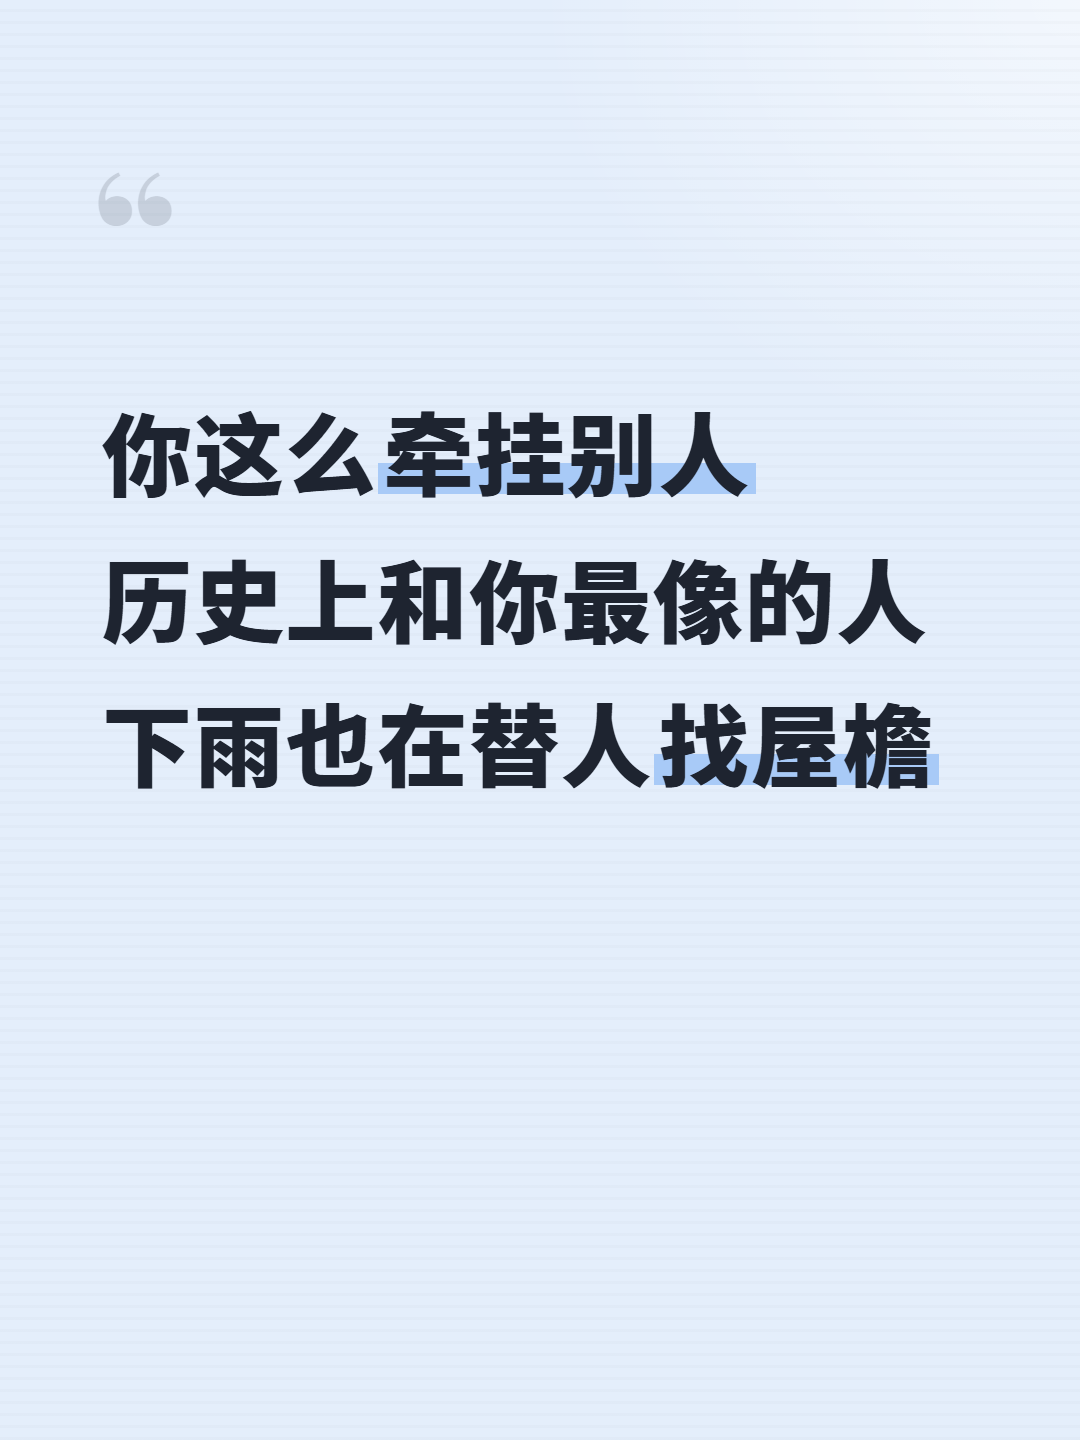 “
你这么牵挂别人
历史上和你最像的人
下雨也在替人找屋檐